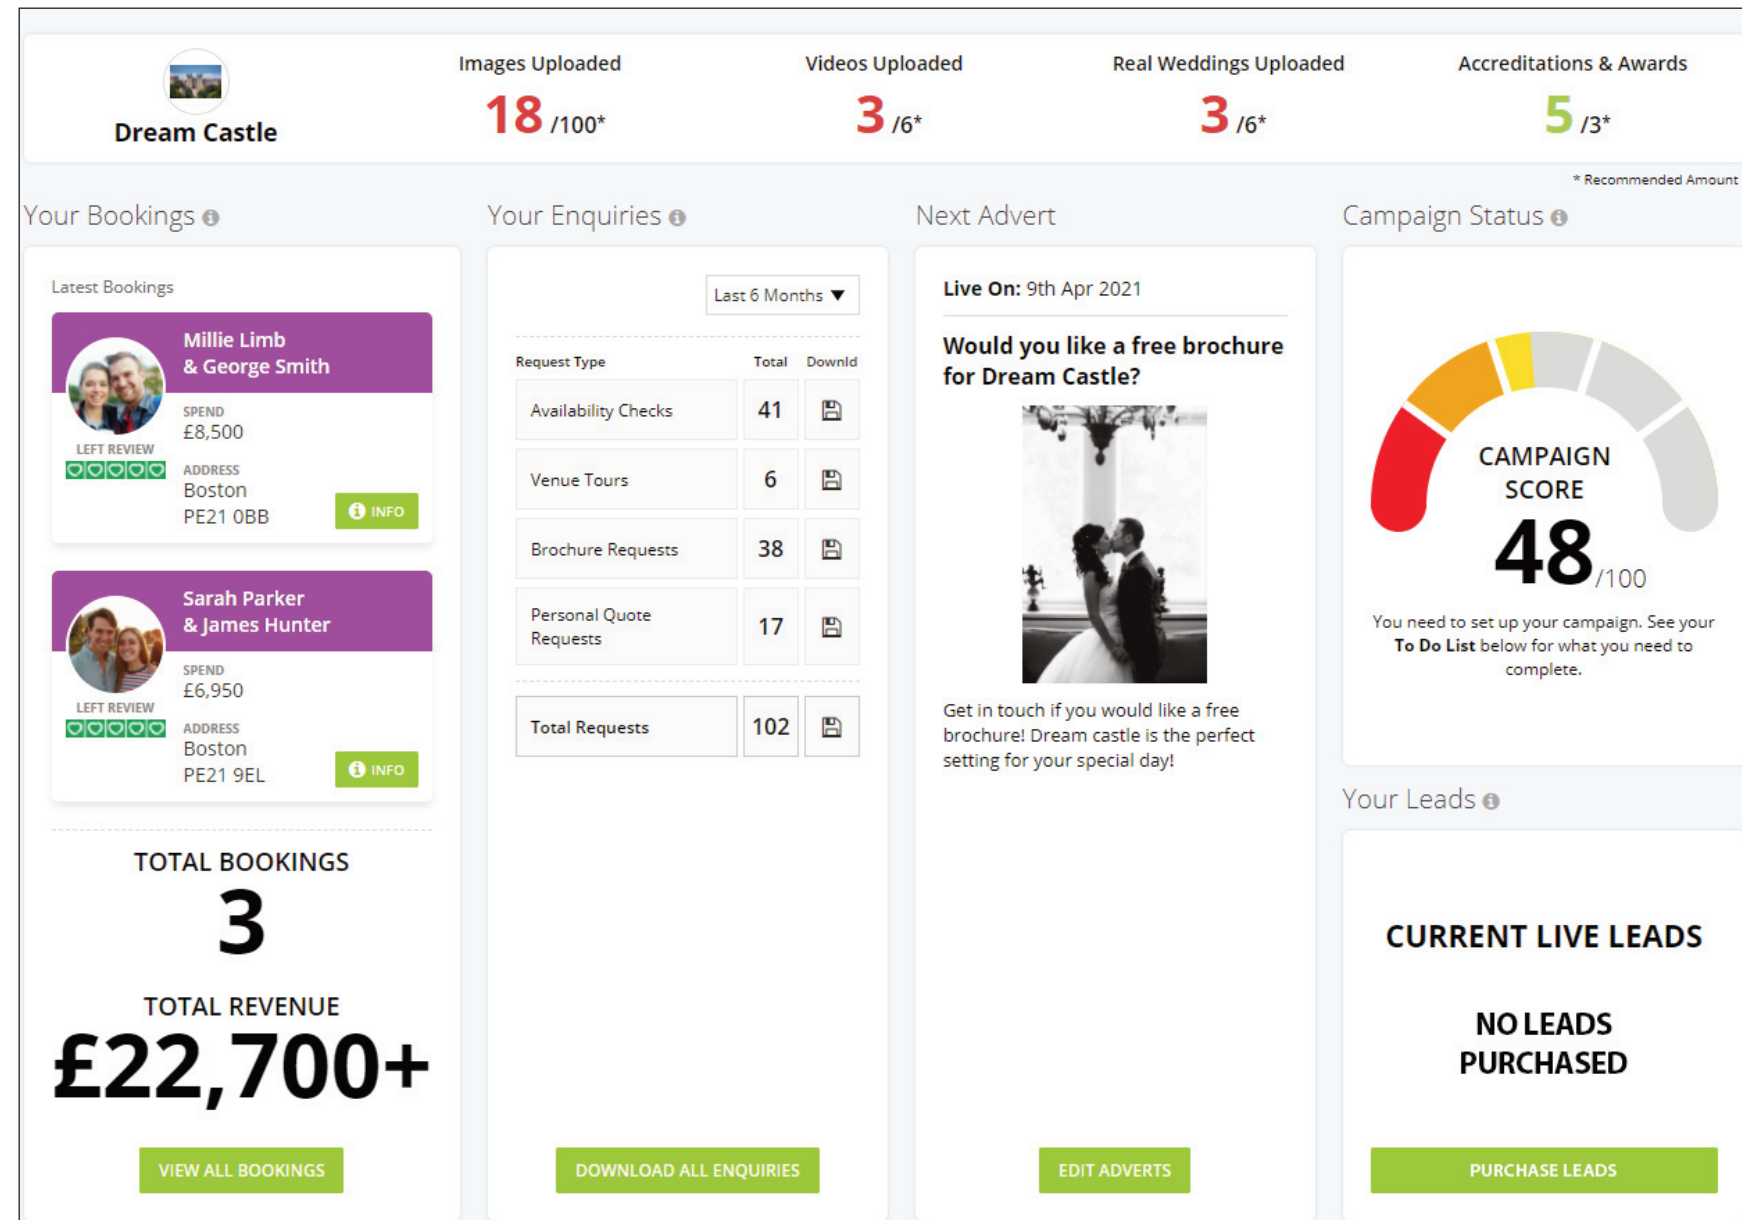 Dream Castle
Images Uploaded
18 /100*
Videos Uploaded
3 /6*
Real Weddings Uploaded
3 /6*
Accreditations & Awards
5 /3*
* Recommended Amount
Your Bookings
Latest Bookings
Millie Limb
& George Smith
SPEND
£8,500
LEFT REVIEW
ADDRESS
Boston
PE21 0BB
INFO
Sarah Parker
& James Hunter
SPEND
£6,950
LEFT REVIEW
ADDRESS
Boston
PE21 9EL
INFO
TOTAL BOOKINGS
3
TOTAL REVENUE
£22,700+
VIEW ALL BOOKINGS
Your Enquiries
Last 6 Months ▼
Request Type Total Downld
Availability Checks 41
Venue Tours 6
Brochure Requests 38
Personal Quote
Requests 17
Total Requests 102
DOWNLOAD ALL ENQUIRIES
Next Advert
Live On: 9th Apr 2021
Would you like a free brochure
for Dream Castle?
Get in touch if you would like a free
brochure! Dream castle is the perfect
setting for your special day!
EDIT ADVERTS
Campaign Status
CAMPAIGN
SCORE
48/100
You need to set up your campaign. See your
To Do List below for what you need to
complete.
Your Leads
CURRENT LIVE LEADS
NO LEADS
PURCHASED
PURCHASE LEADS